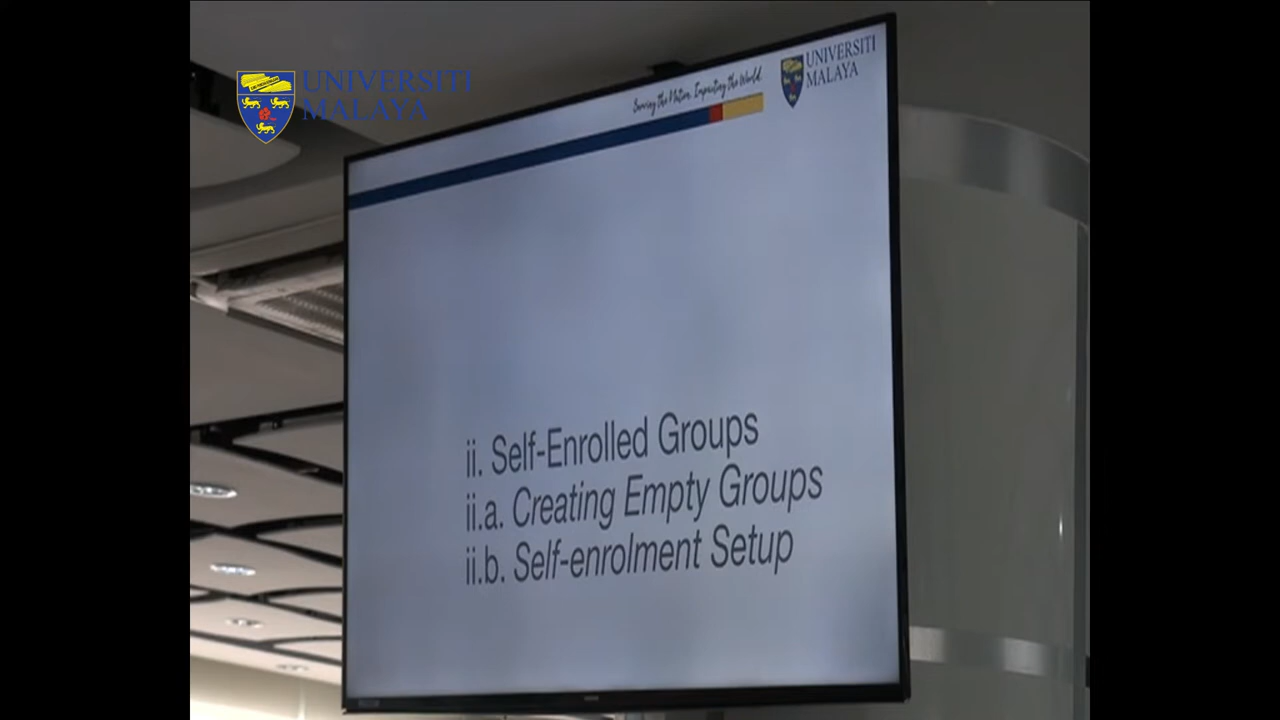 UNIVERSITI
MALAYA
Serving the Nation. Impacting the World.
UNIVERSITI
MALAYA
ii. Self-Enrolled Groups
ii.a. Creating Empty Groups
ii.b. Self-enrolment Setup